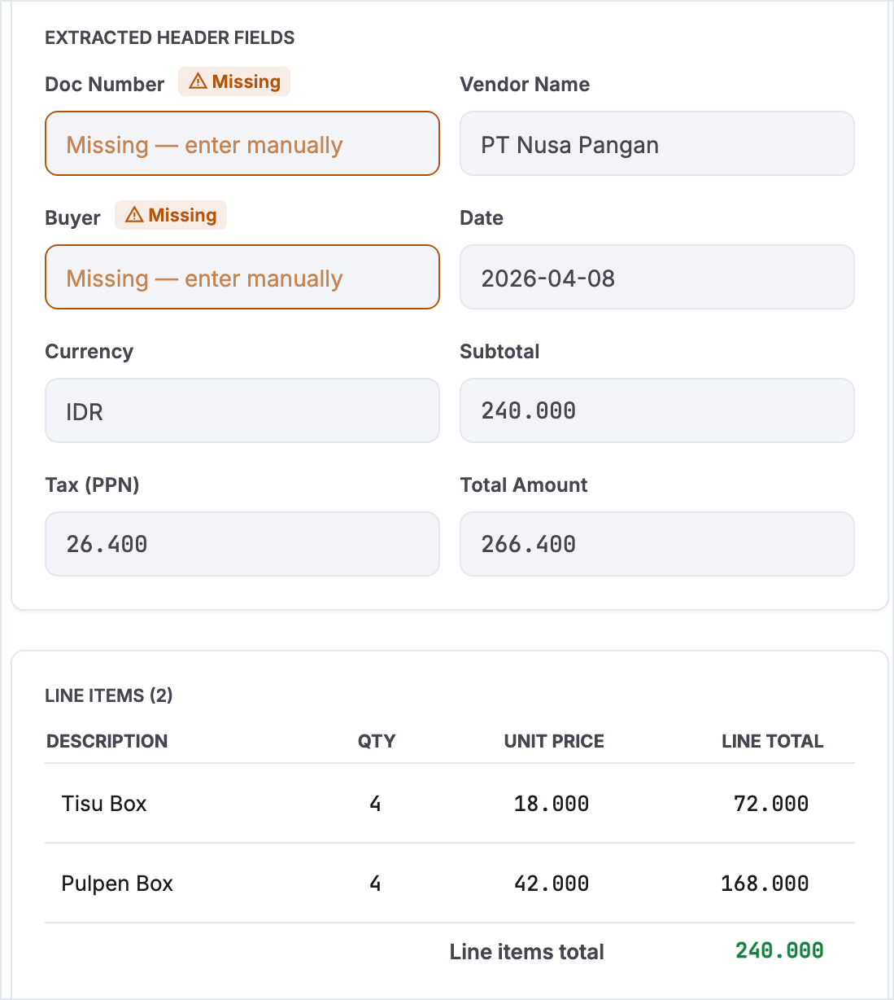 EXTRACTED HEADER FIELDS
Doc Number ⚠ Missing
Missing — enter manually
Vendor Name
PT Nusa Pangan
Buyer ⚠ Missing
Missing — enter manually
Date
2026-04-08
Currency
IDR
Subtotal
240.000
Tax (PPN)
26.400
Total Amount
266.400
LINE ITEMS (2)
DESCRIPTION QTY UNIT PRICE LINE TOTAL
Tisu Box 4 18.000 72.000
Pulpen Box 4 42.000 168.000
Line items total 240.000